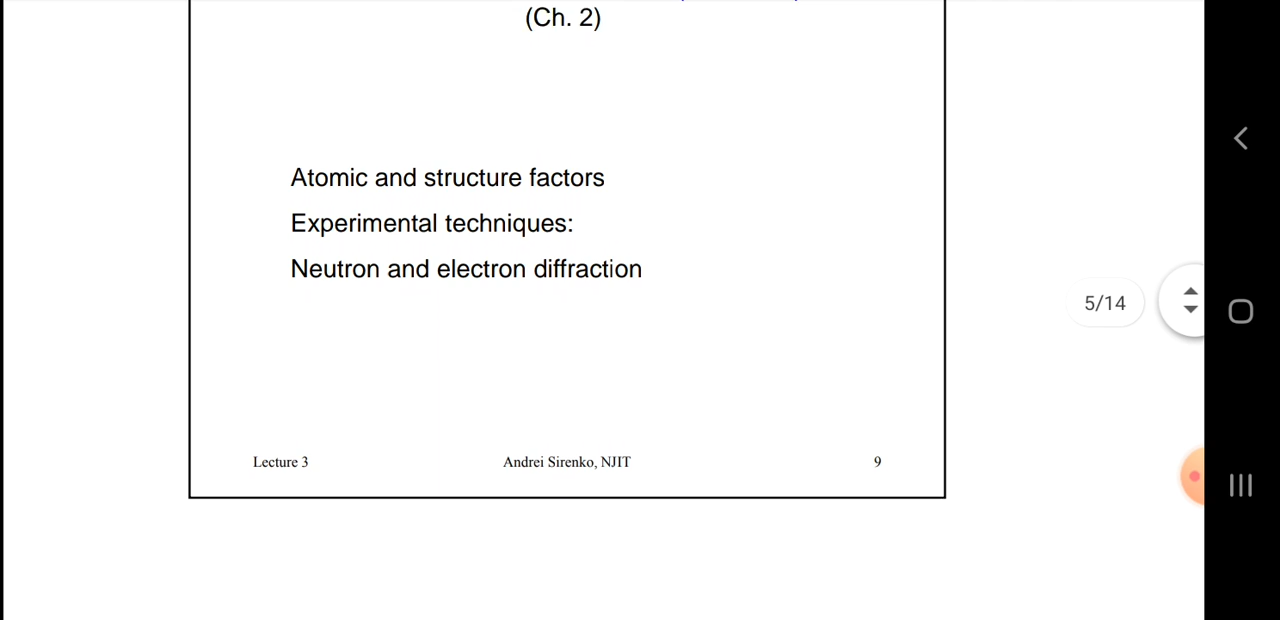 (Ch. 2)
Atomic and structure factors
Experimental techniques:
Neutron and electron diffraction
5/14
Lecture 3 Andrei Sirenko, NJIT 9